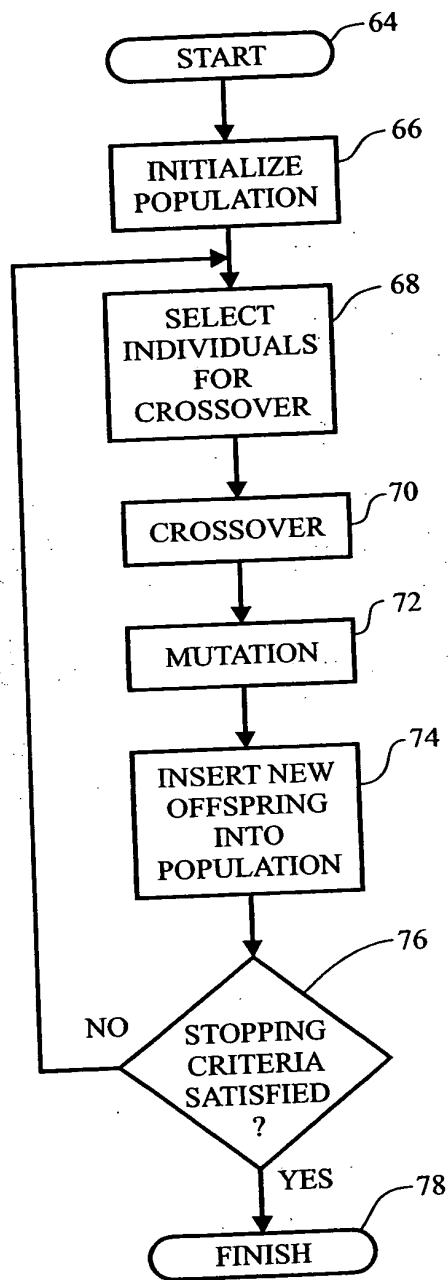 START
64
INITIALIZE
POPULATION
66
SELECT
INDIVIDUALS
FOR
CROSSOVER
68
CROSSOVER
70
MUTATION
72
INSERT NEW
OFFSPRING
INTO
POPULATION
74
STOPPING
CRITERIA
SATISFIED
?
76
NO
YES
FINISH
78